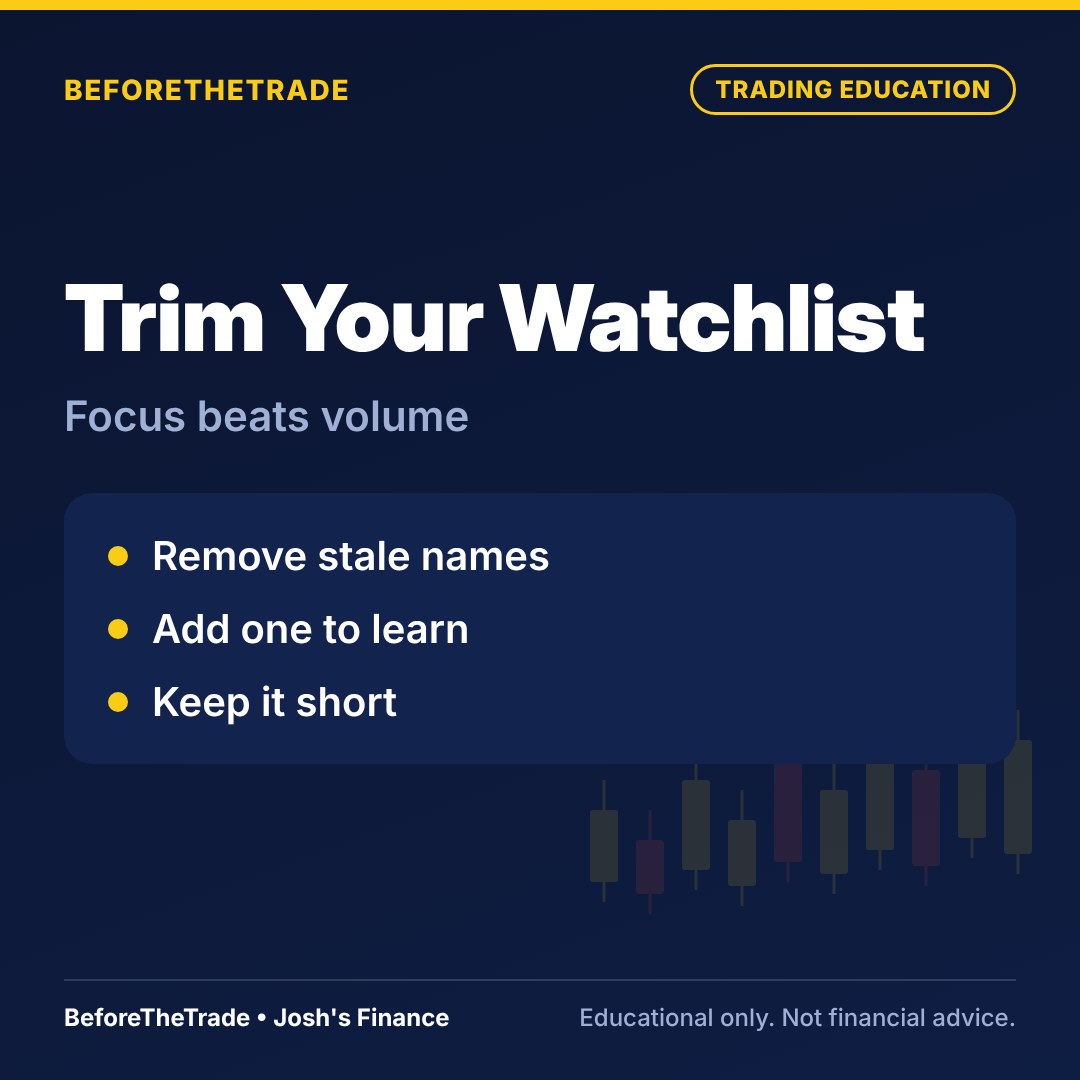 BEFORETHETRADE
TRADING EDUCATION
Trim Your Watchlist
Focus beats volume
Remove stale names
Add one to learn
Keep it short
BeforeTheTrade • Josh's Finance
Educational only. Not financial advice.